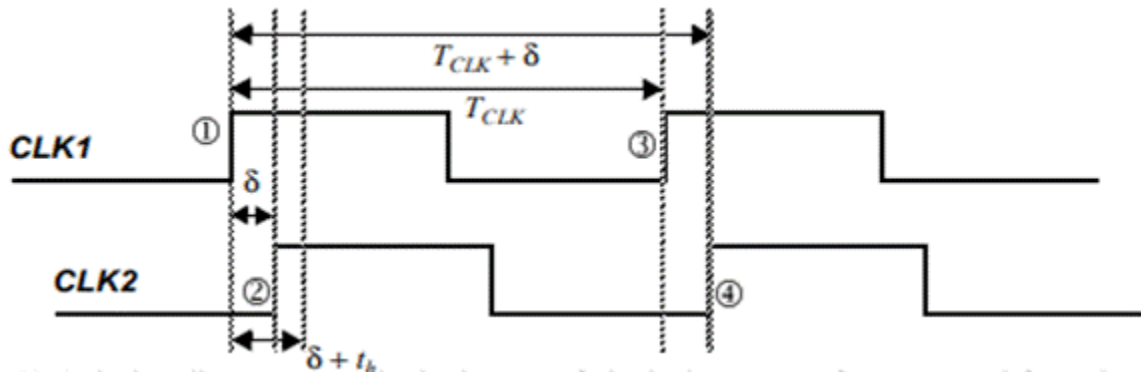 T_CLK + δ
T_CLK
①
③
CLK1
δ
CLK2
②
④
δ + t_h